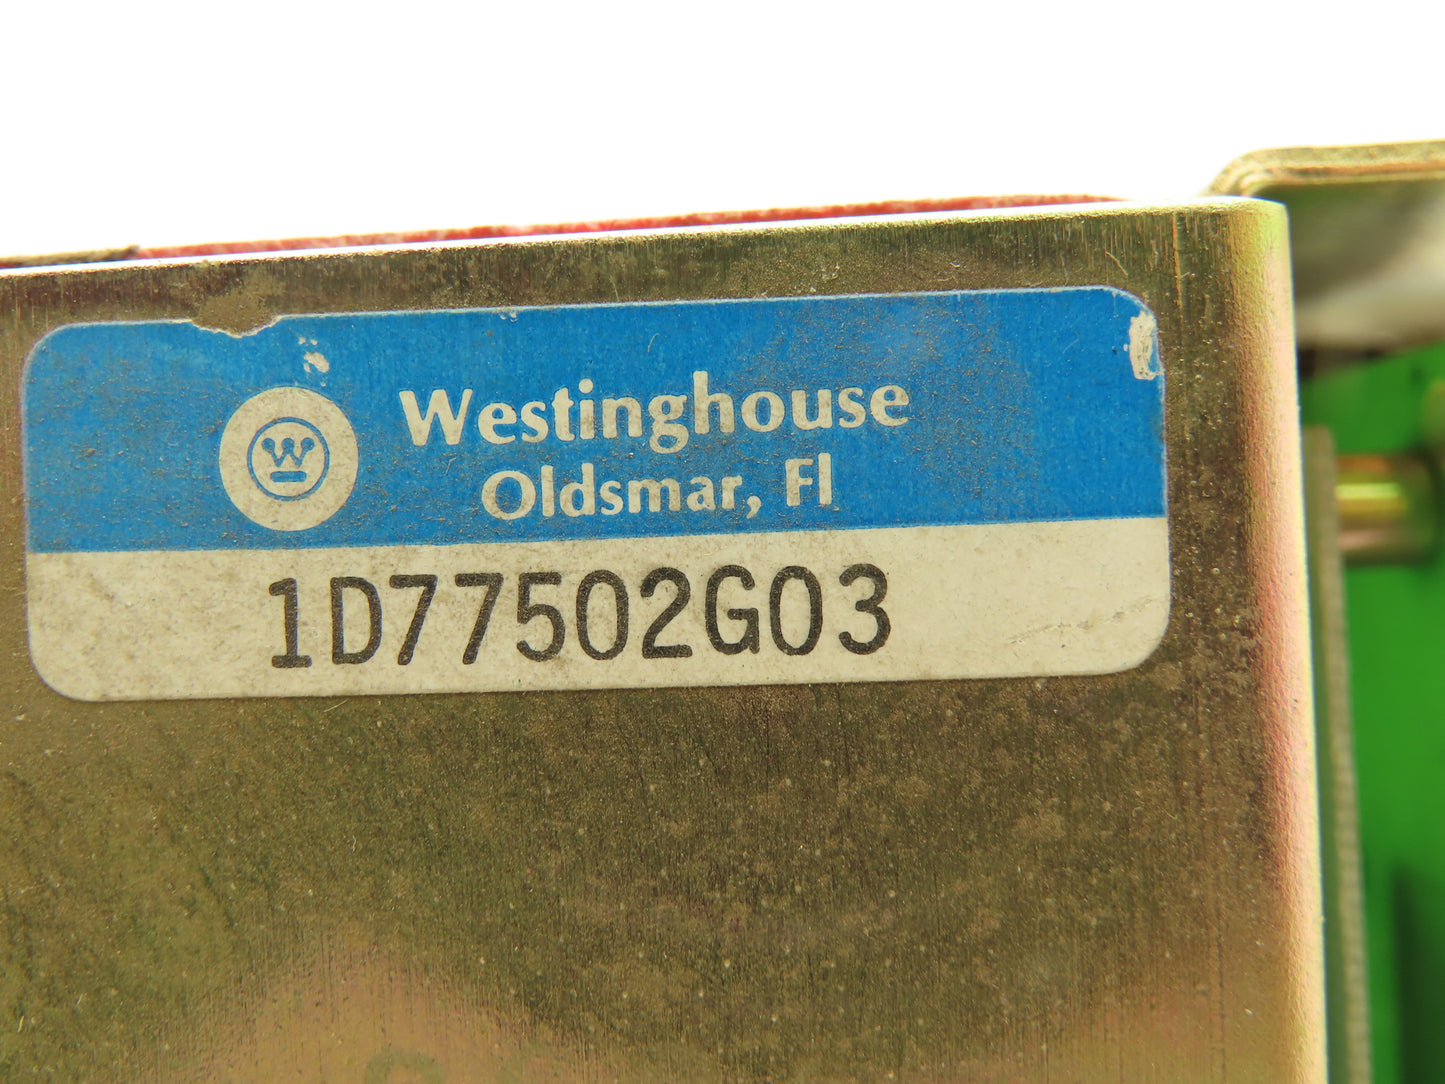 W
Westinghouse
Oldsmar, Fl
1D77502G03